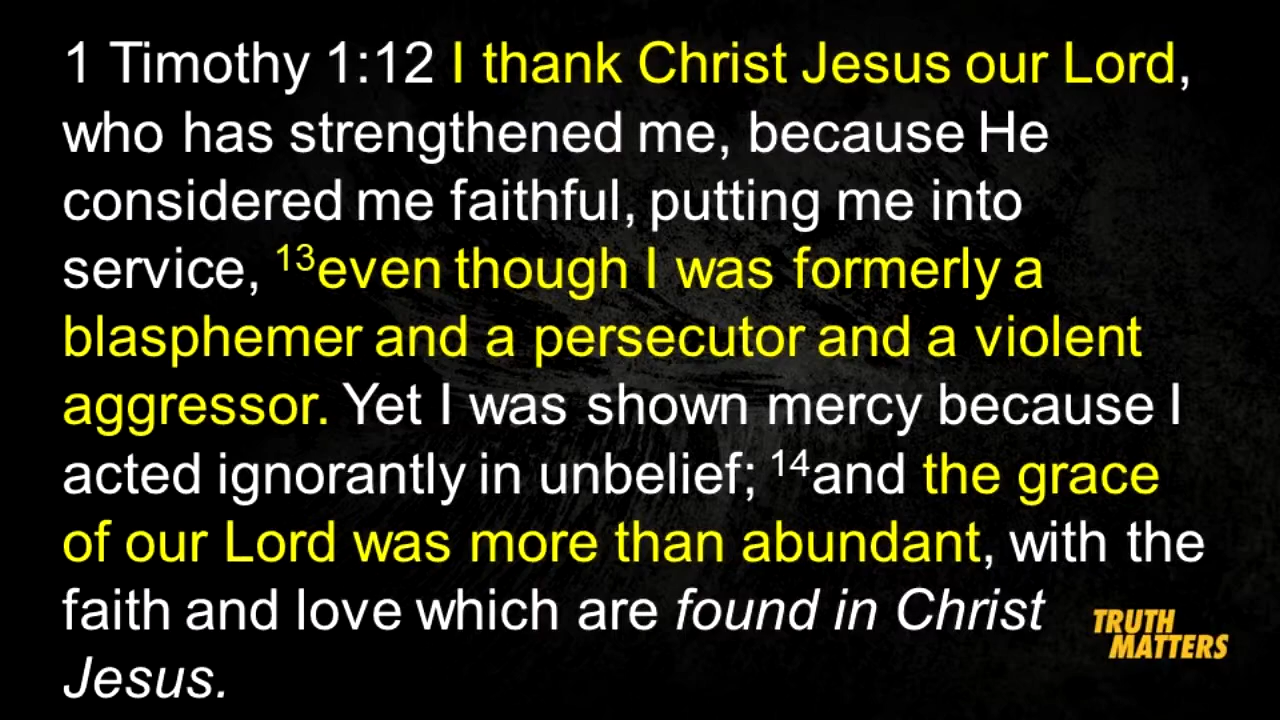 1 Timothy 1:12 I thank Christ Jesus our Lord,
who has strengthened me, because He
considered me faithful, putting me into
service, ¹³even though I was formerly a
blasphemer and a persecutor and a violent
aggressor. Yet I was shown mercy because I
acted ignorantly in unbelief; ¹⁴and the grace
of our Lord was more than abundant, with the
faith and love which are found in Christ
Jesus.
TRUTH
MATTERS